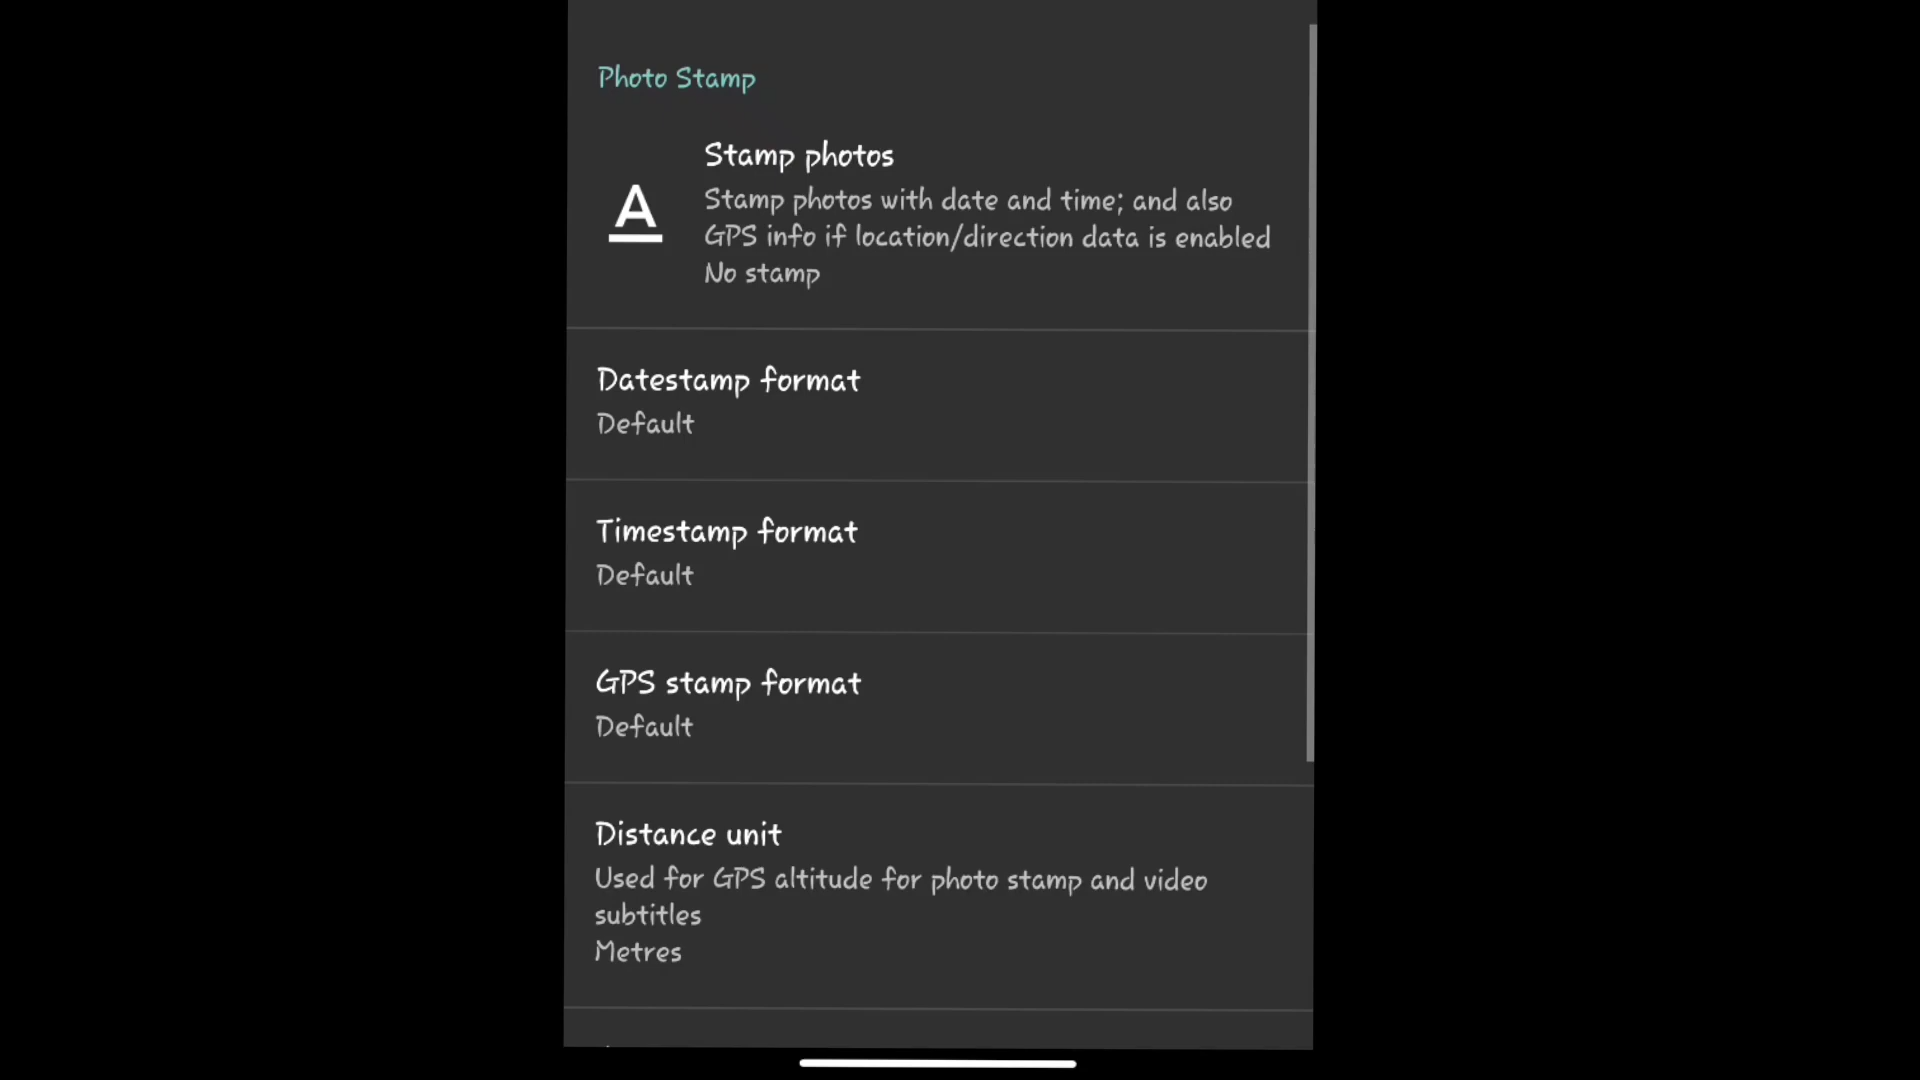 Photo Stamp
Stamp photos
Stamp photos with date and time; and also
GPS info if location/direction data is enabled
No stamp
Datestamp format
Default
Timestamp format
Default
GPS stamp format
Default
Distance unit
Used for GPS altitude for photo stamp and video
subtitles
Metres